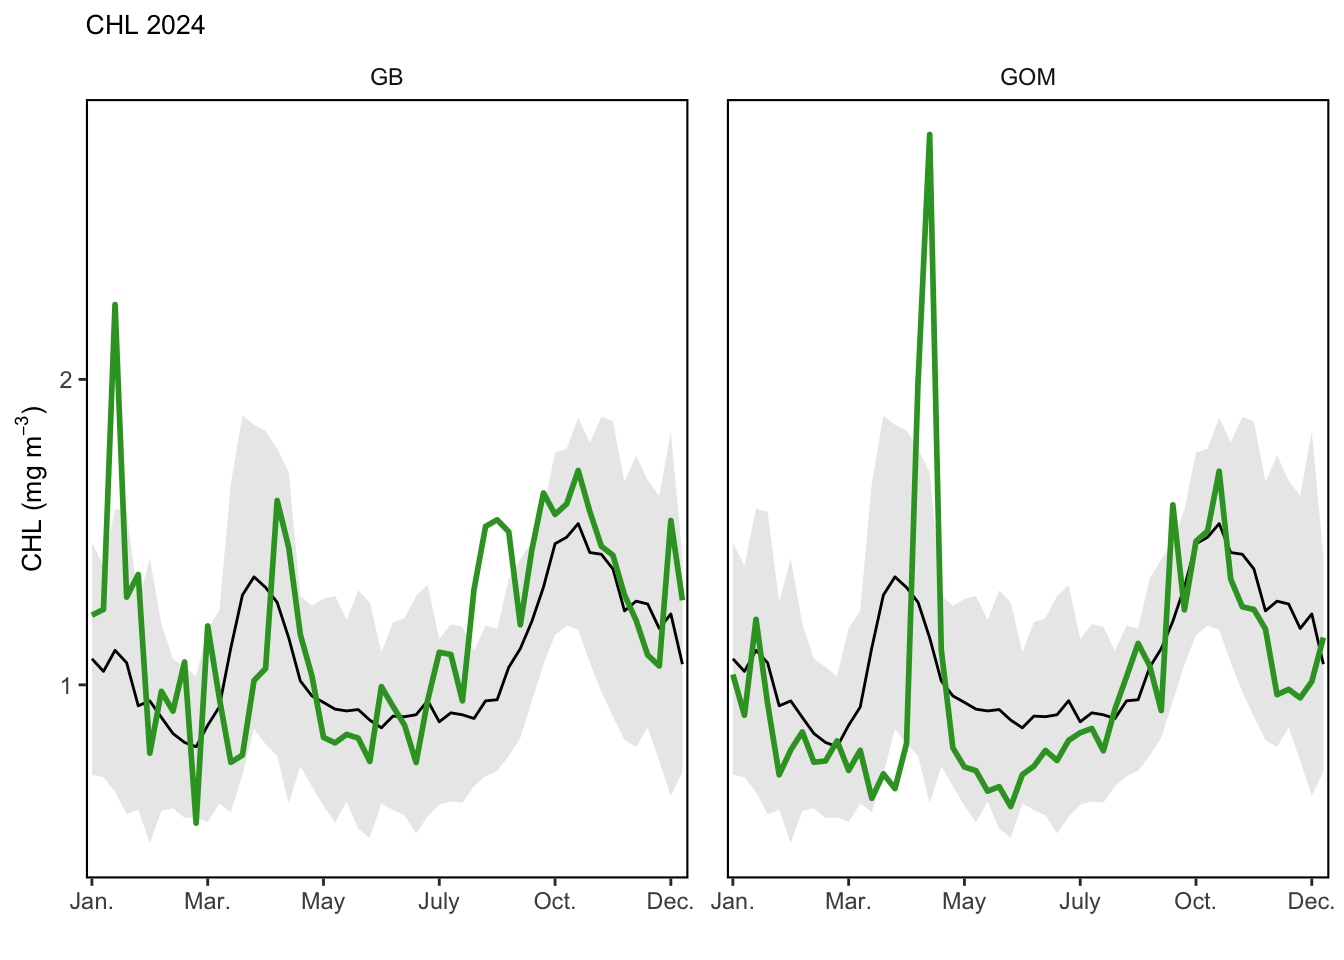 CHL 2024
GB
GOM
CHL (mg m⁻³)
2
1
Jan.
Mar.
May
July
Oct.
Dec.
Jan.
Mar.
May
July
Oct.
Dec.